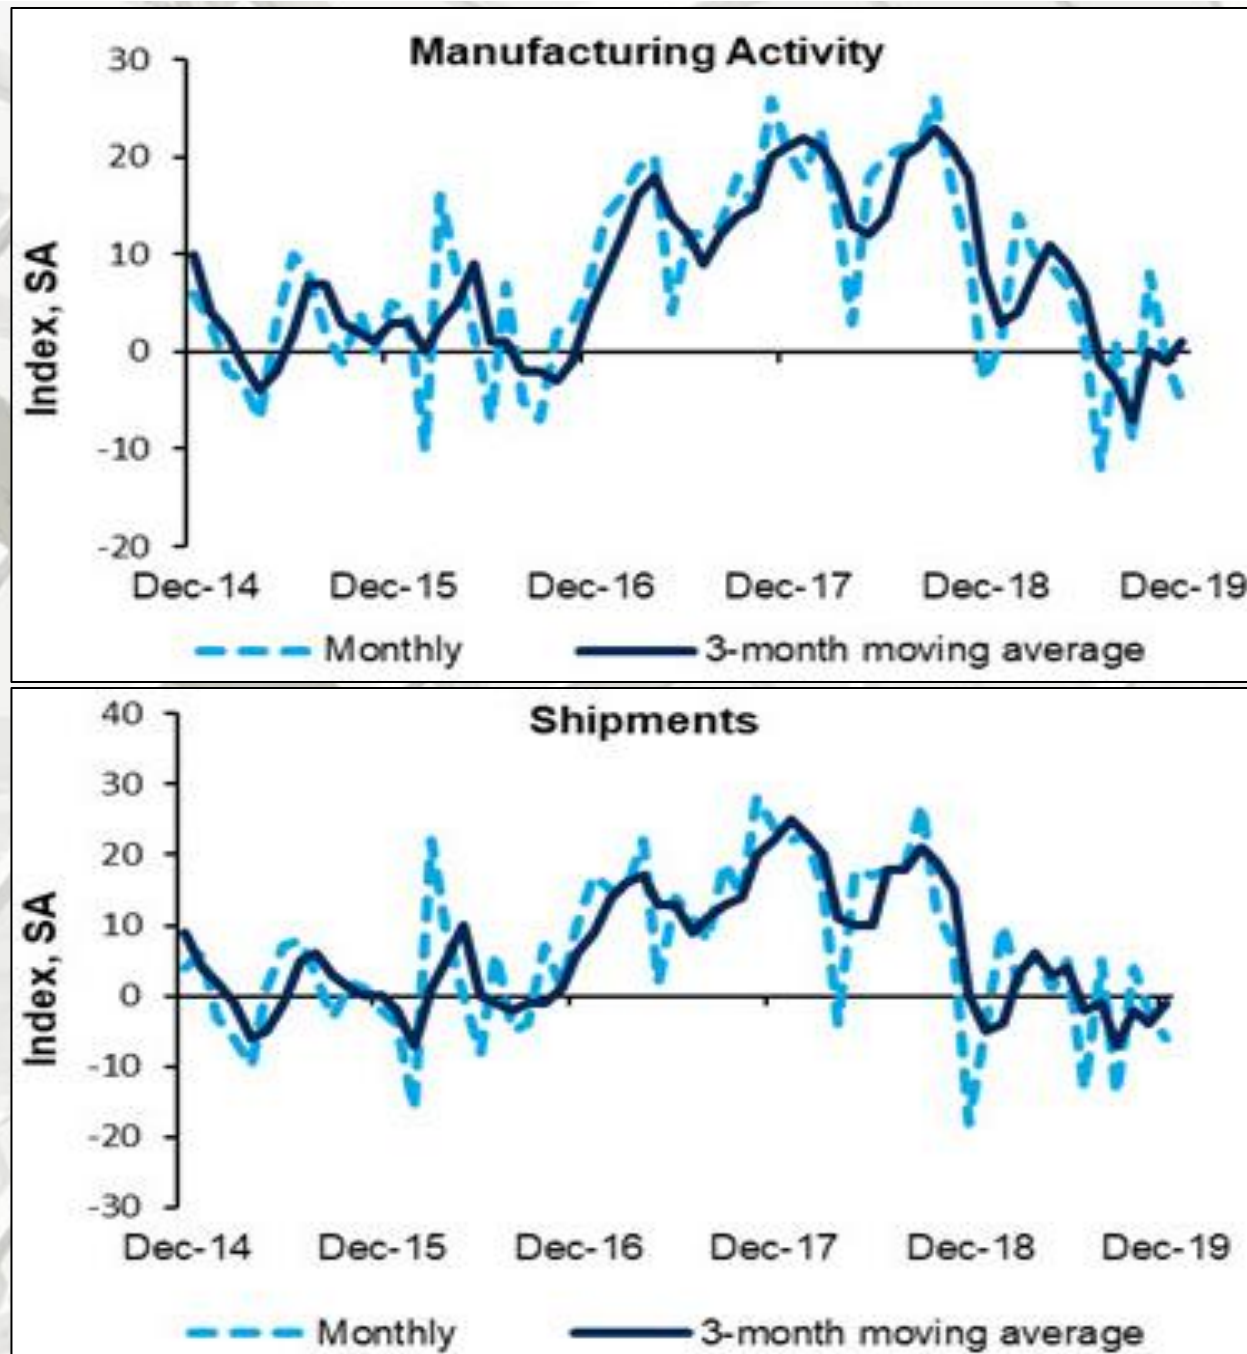 Manufacturing Activity
30
20
10
0
-10
-20
Index, SA
Dec-14 Dec-15 Dec-16 Dec-17 Dec-18 Dec-19
Monthly 3-month moving average
Shipments
40
30
20
10
0
-10
-20
-30
Index, SA
Dec-14 Dec-15 Dec-16 Dec-17 Dec-18 Dec-19
Monthly 3-month moving average